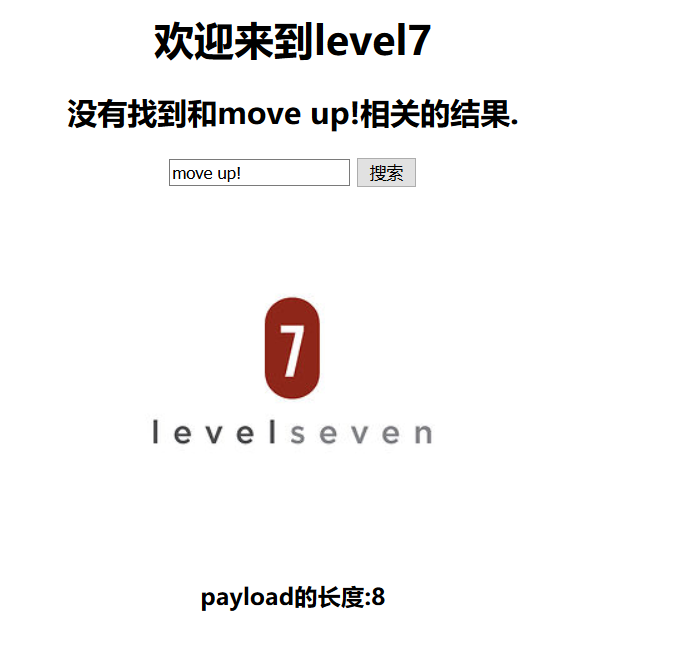 欢迎来到level7
没有找到和move up!相关的结果.
move up! 搜索
7
levelseven
payload的长度:8